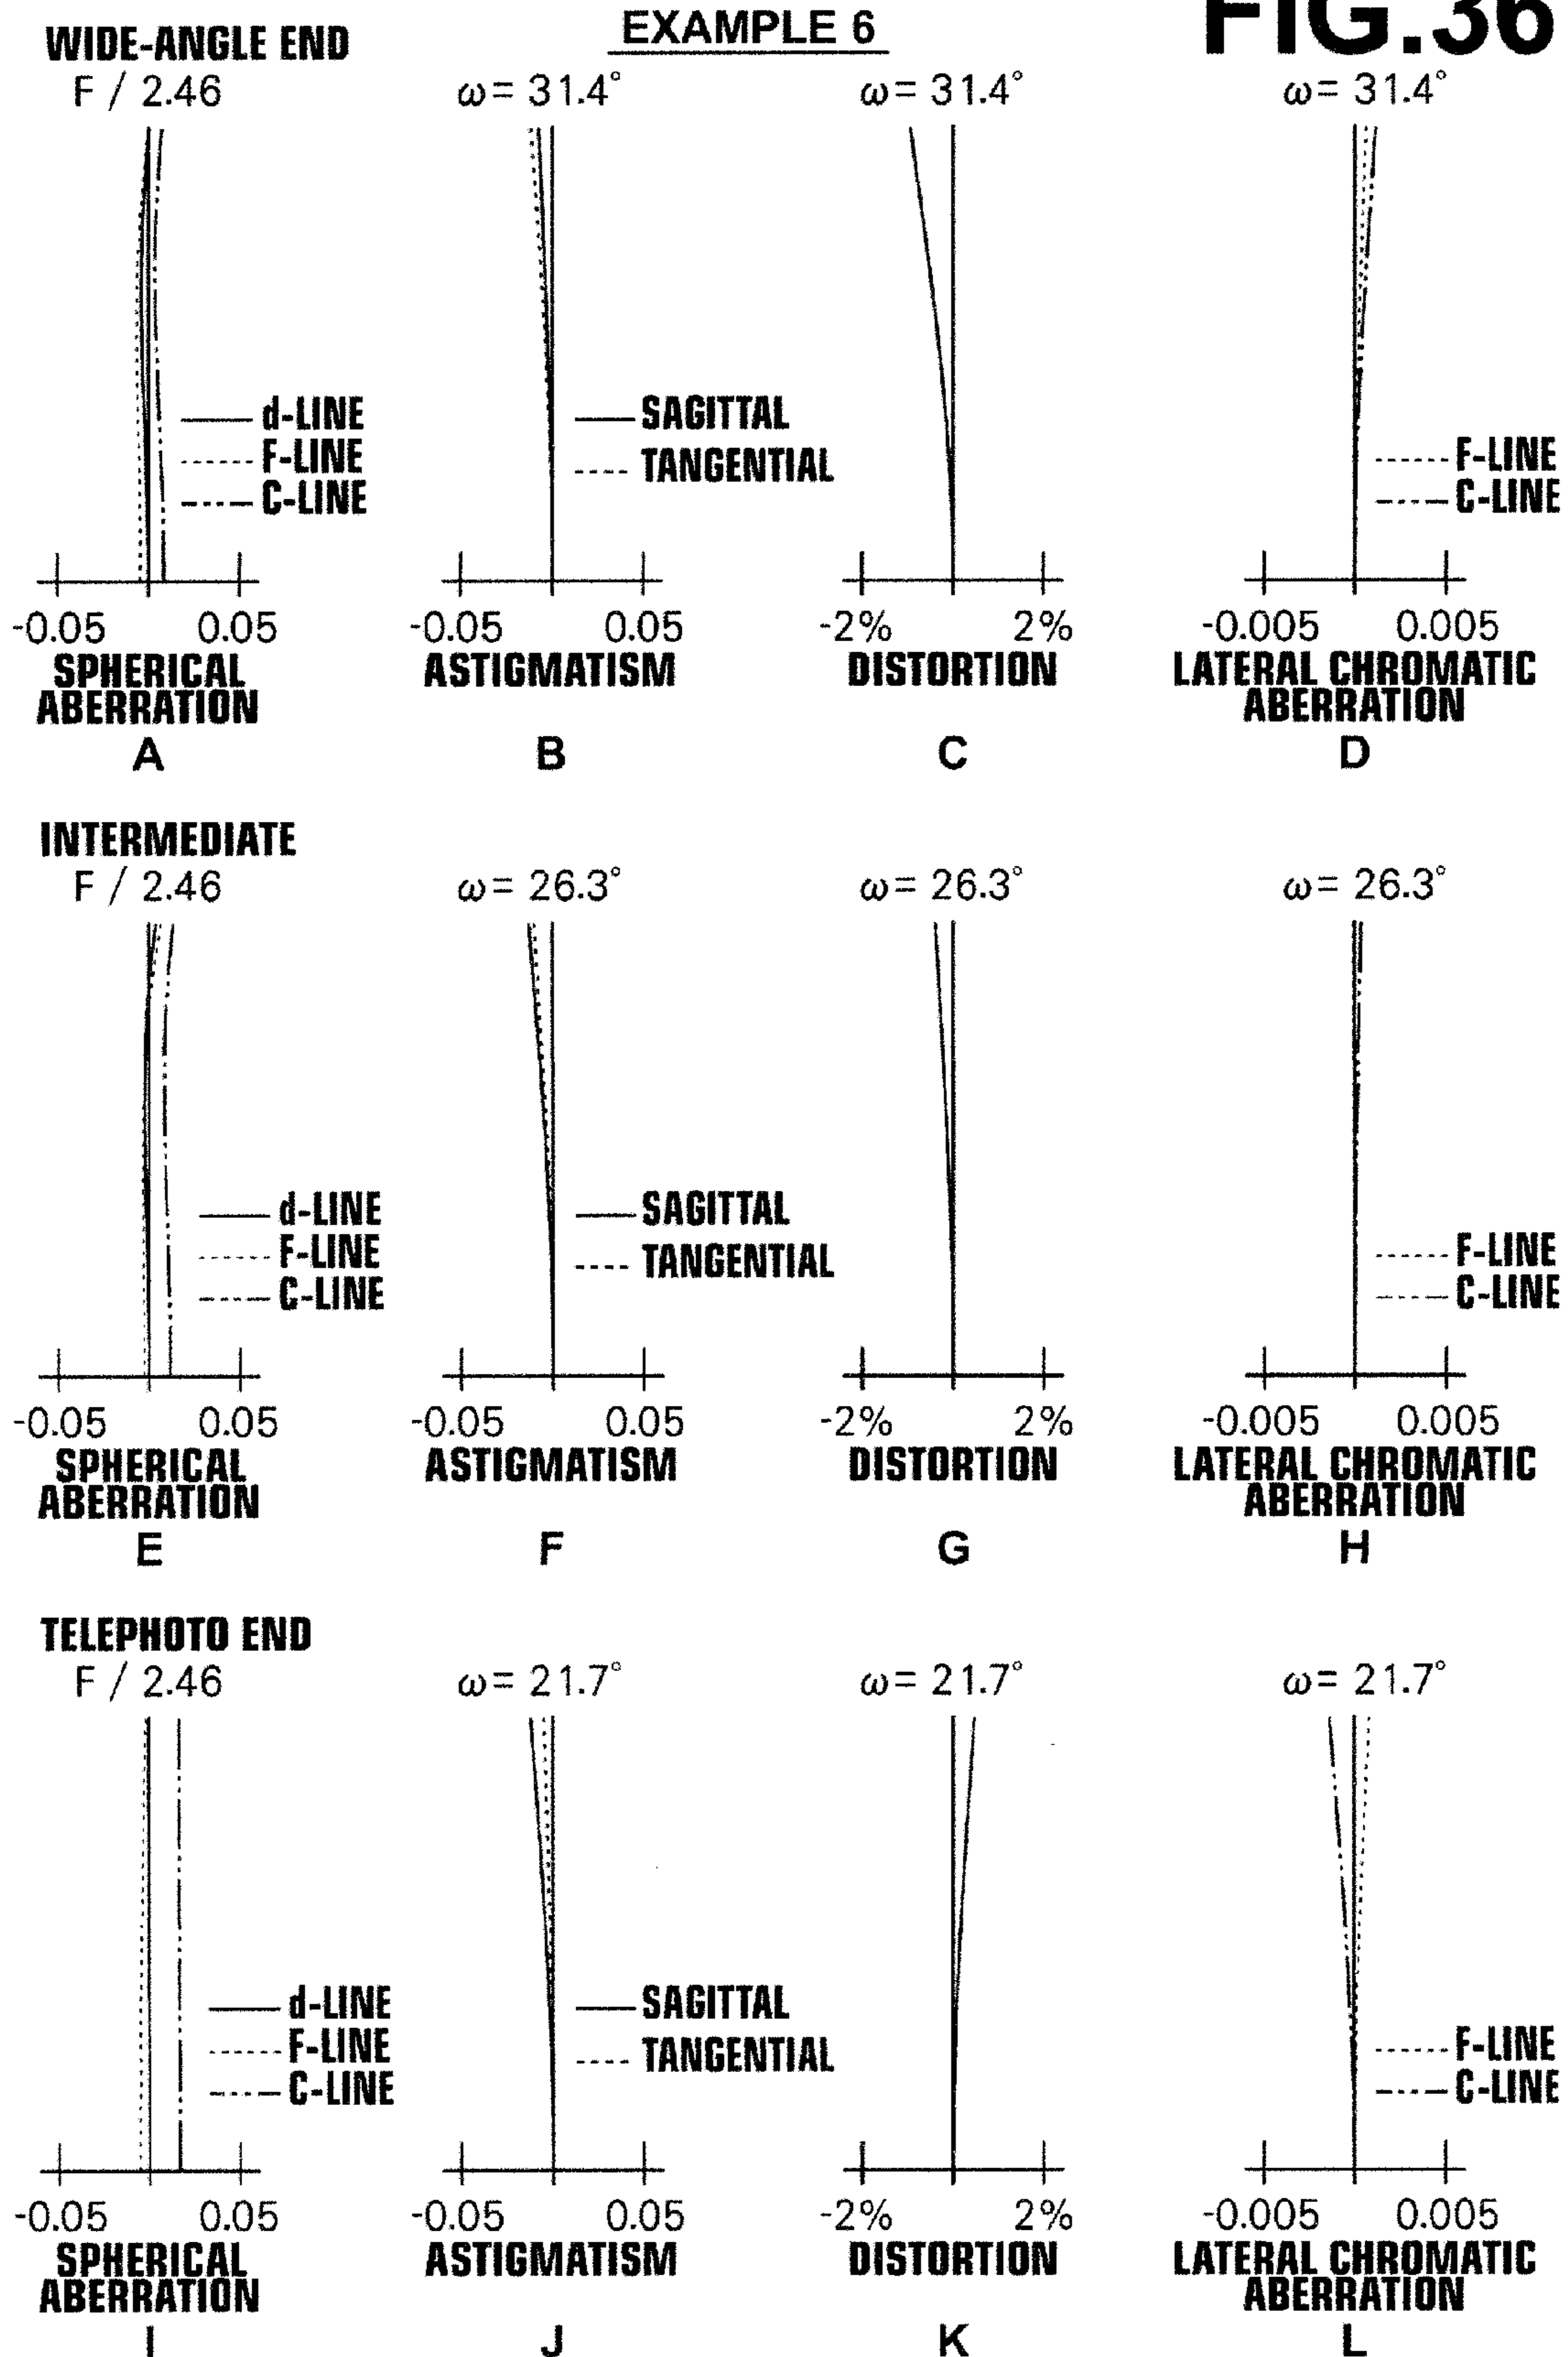 FIG.36
EXAMPLE 6
WIDE-ANGLE END
F / 2.46
ω= 31.4°
ω= 31.4°
ω= 31.4°
d-LINE
F-LINE
C-LINE
SAGITTAL
TANGENTIAL
F-LINE
C-LINE
-0.05 0.05
-0.05 0.05
-2% 2%
-0.005 0.005
SPHERICAL
ABERRATION
ASTIGMATISM
DISTORTION
LATERAL CHROMATIC
ABERRATION
A
B
C
D
INTERMEDIATE
F / 2.46
ω= 26.3°
ω= 26.3°
ω= 26.3°
d-LINE
F-LINE
C-LINE
SAGITTAL
TANGENTIAL
F-LINE
C-LINE
-0.05 0.05
-0.05 0.05
-2% 2%
-0.005 0.005
SPHERICAL
ABERRATION
ASTIGMATISM
DISTORTION
LATERAL CHROMATIC
ABERRATION
E
F
G
H
TELEPHOTO END
F / 2.46
ω= 21.7°
ω= 21.7°
ω= 21.7°
d-LINE
F-LINE
C-LINE
SAGITTAL
TANGENTIAL
F-LINE
C-LINE
-0.05 0.05
-0.05 0.05
-2% 2%
-0.005 0.005
SPHERICAL
ABERRATION
ASTIGMATISM
DISTORTION
LATERAL CHROMATIC
ABERRATION
I
J
K
L